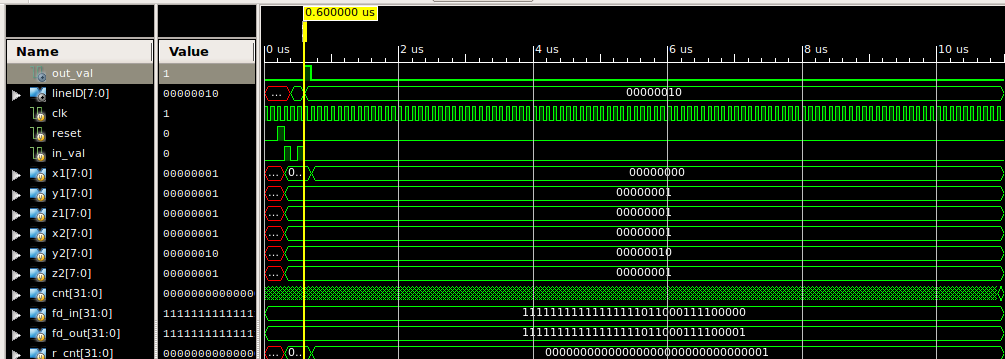 0.600000 us
Name Value 0 us 2 us 4 us 6 us 8 us 10 us
out_val 1
lineID[7:0] 00000010 ... 00000010
clk 1
reset 0
in_val 0
x1[7:0] 00000001 ... 0... 00000000
y1[7:0] 00000001 ... 00000001
z1[7:0] 00000001 ... 00000001
x2[7:0] 00000001 ... 00000001
y2[7:0] 00000010 ... 00000010
z2[7:0] 00000001 ... 00000001
cnt[31:0] 0000000000000
fd_in[31:0] 1111111111111 11111111111111111011000111100000
fd_out[31:0] 1111111111111 11111111111111111011000111100001
r_cnt[31:0] 0000000000000 ... 0... 00000000000000000000000000000001